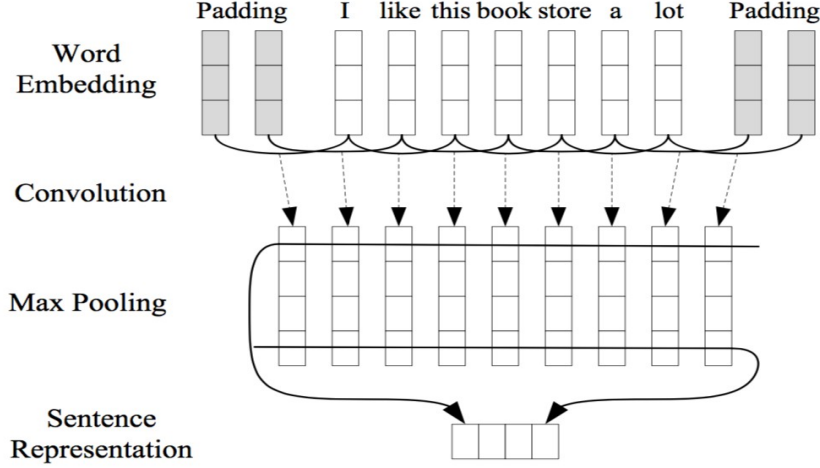 Padding I like this book store a lot Padding
Word
Embedding
Convolution
Max Pooling
Sentence
Representation